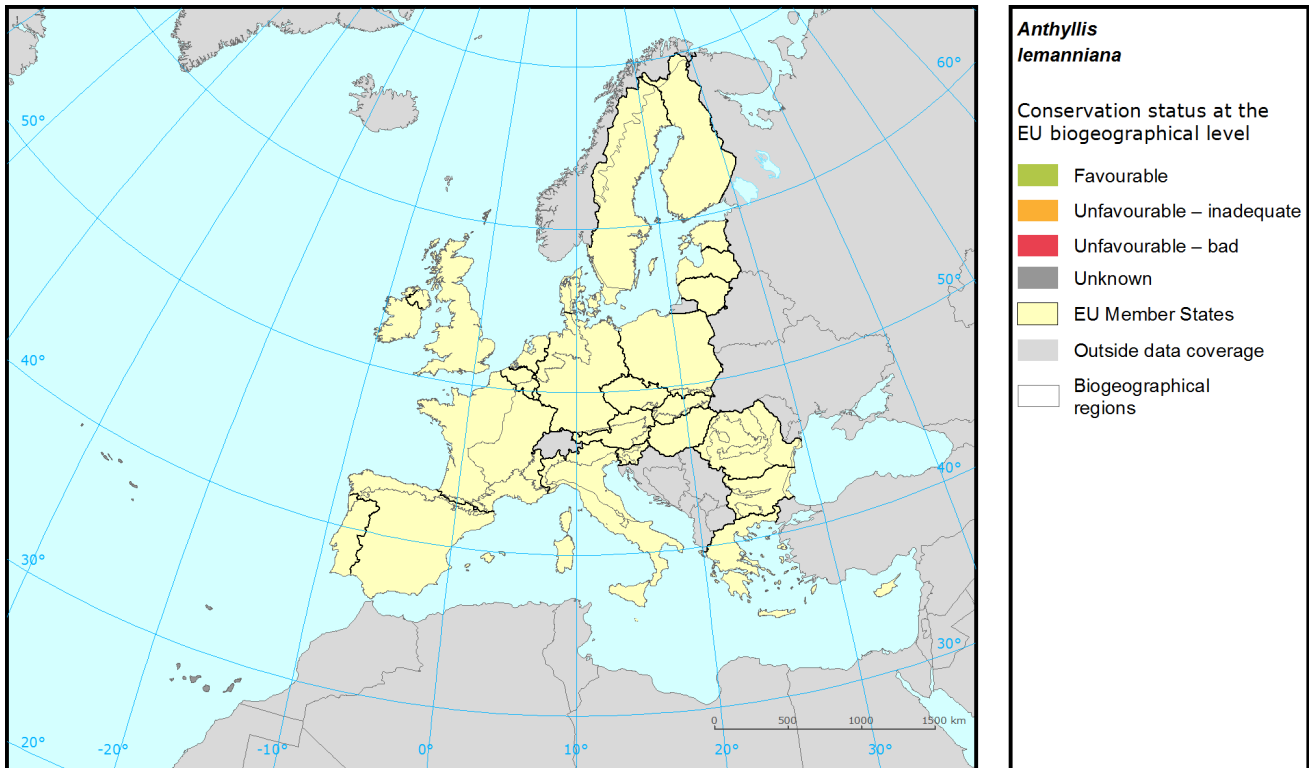 60°
50°
50°
40°
40°
30°
30°
20°
-20°
-10°
0°
10°
20°
30°
0
500
1000
1500 km
Anthyllis
lemanniana
Conservation status at the
EU biogeographical level
Favourable
Unfavourable – inadequate
Unfavourable – bad
Unknown
EU Member States
Outside data coverage
Biogeographical
regions